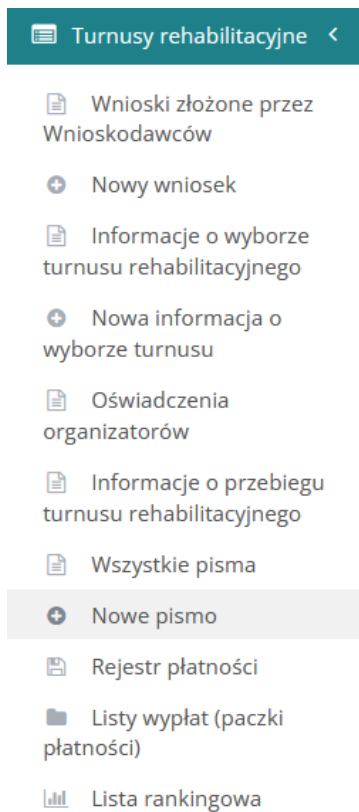 Turnusy rehabilitacyjne
Wnioski złożone przez
Wnioskodawców
Nowy wniosek
Informacje o wyborze
turnusu rehabilitacyjnego
Nowa informacja o
wyborze turnusu
Oświadczenia
organizatorów
Informacje o przebiegu
turnusu rehabilitacyjnego
Wszystkie pisma
Nowe pismo
Rejestr płatności
Listy wypłat (paczki
płatności)
Lista rankingowa